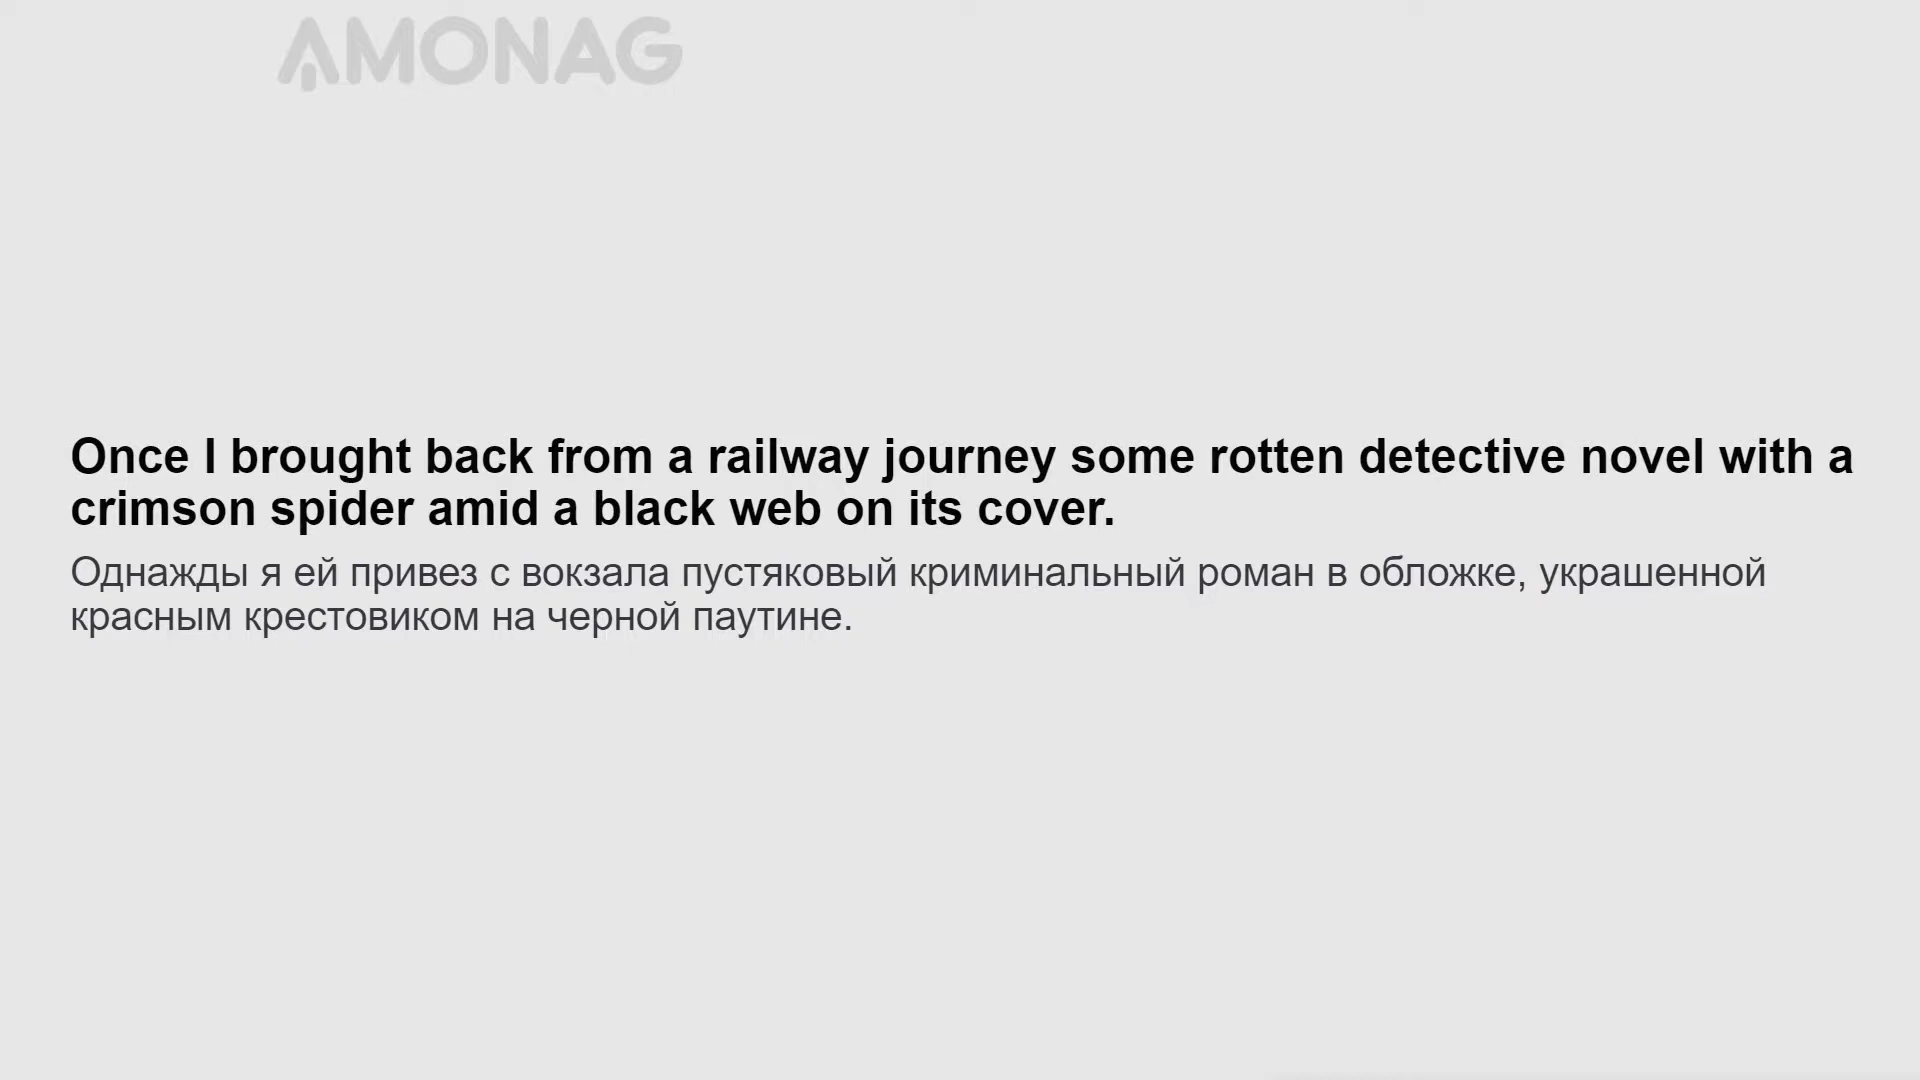 AMONAG
Once I brought back from a railway journey some rotten detective novel with a
crimson spider amid a black web on its cover.
Однажды я ей привез с вокзала пустяковый криминальный роман в обложке, украшенной
красным крестовиком на черной паутине.